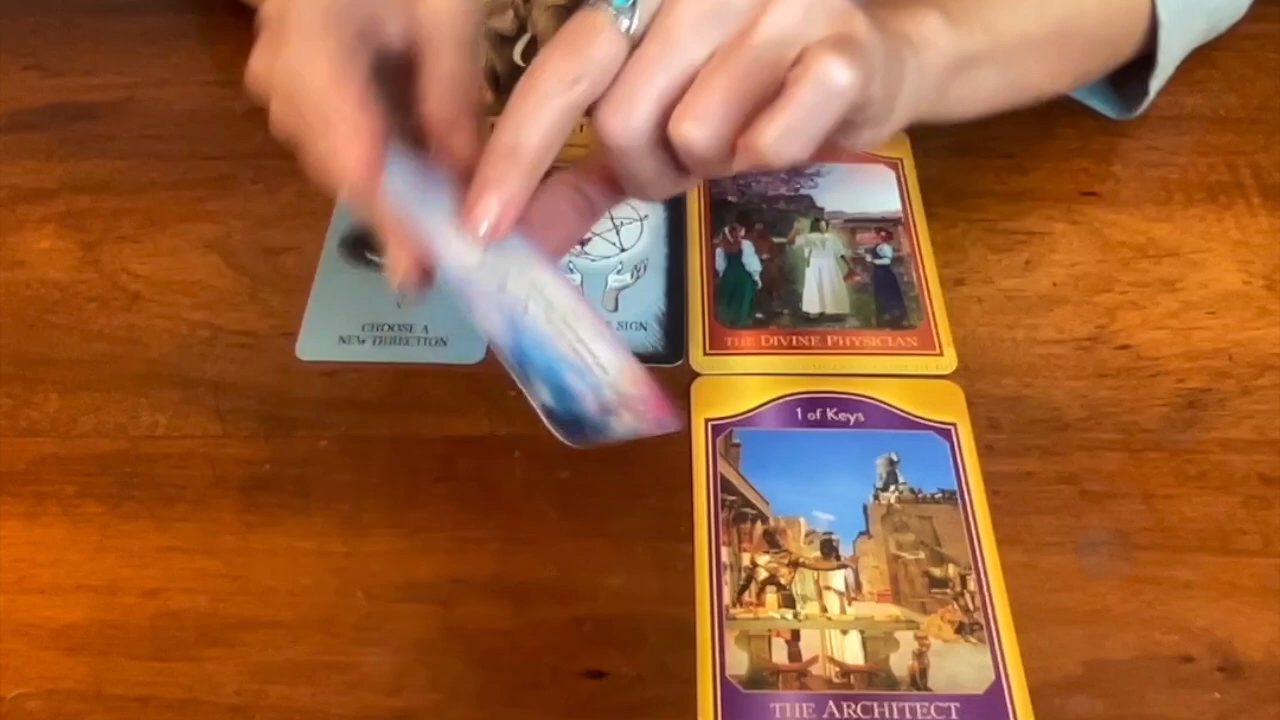 CHOOSE A
NEW DIRECTION
SIGN
THE DIVINE PHYSICIAN
1 of Keys
THE ARCHITECT